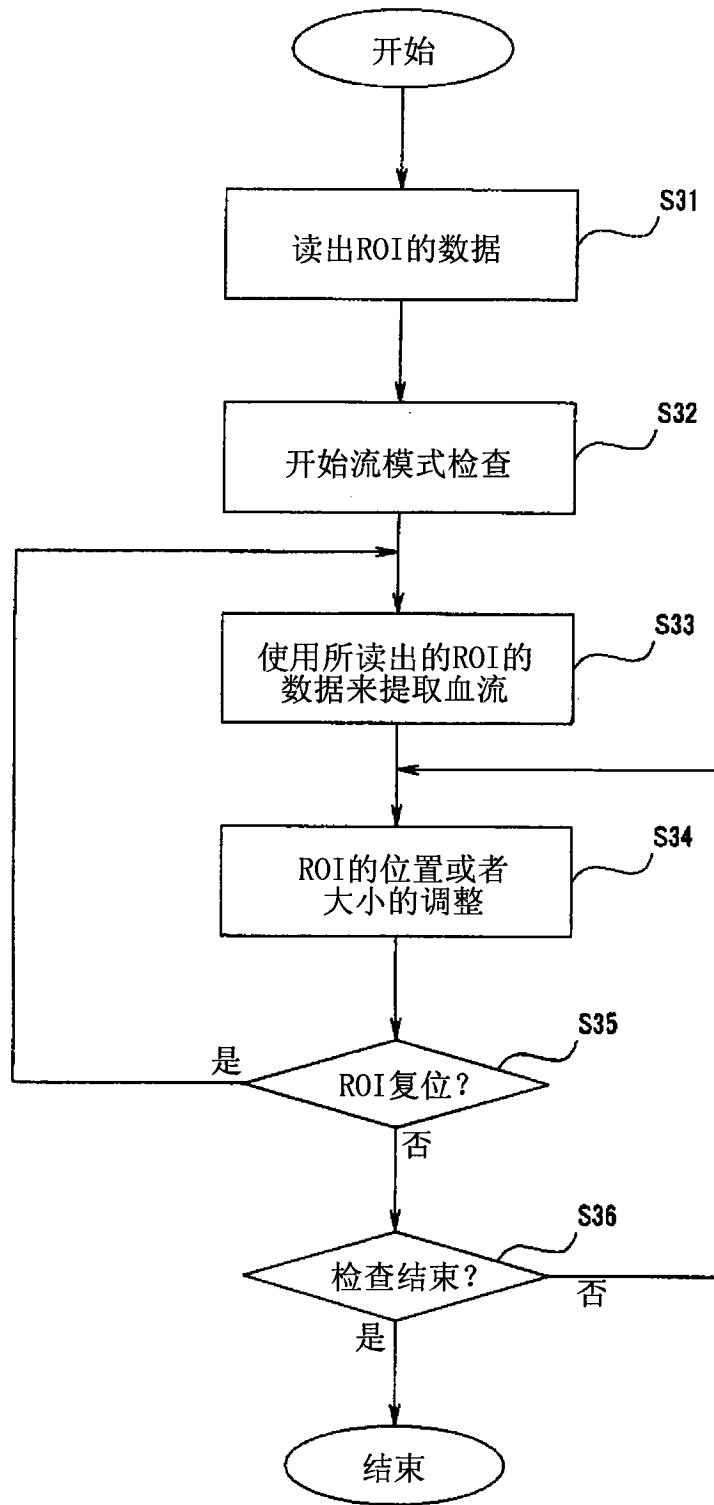 开始
S31
读出ROI的数据
S32
开始流模式检查
S33
使用所读出的ROI的
数据来提取血流
S34
ROI的位置或者
大小的调整
S35
是
ROI复位?
否
S36
检查结束?
否
是
结束